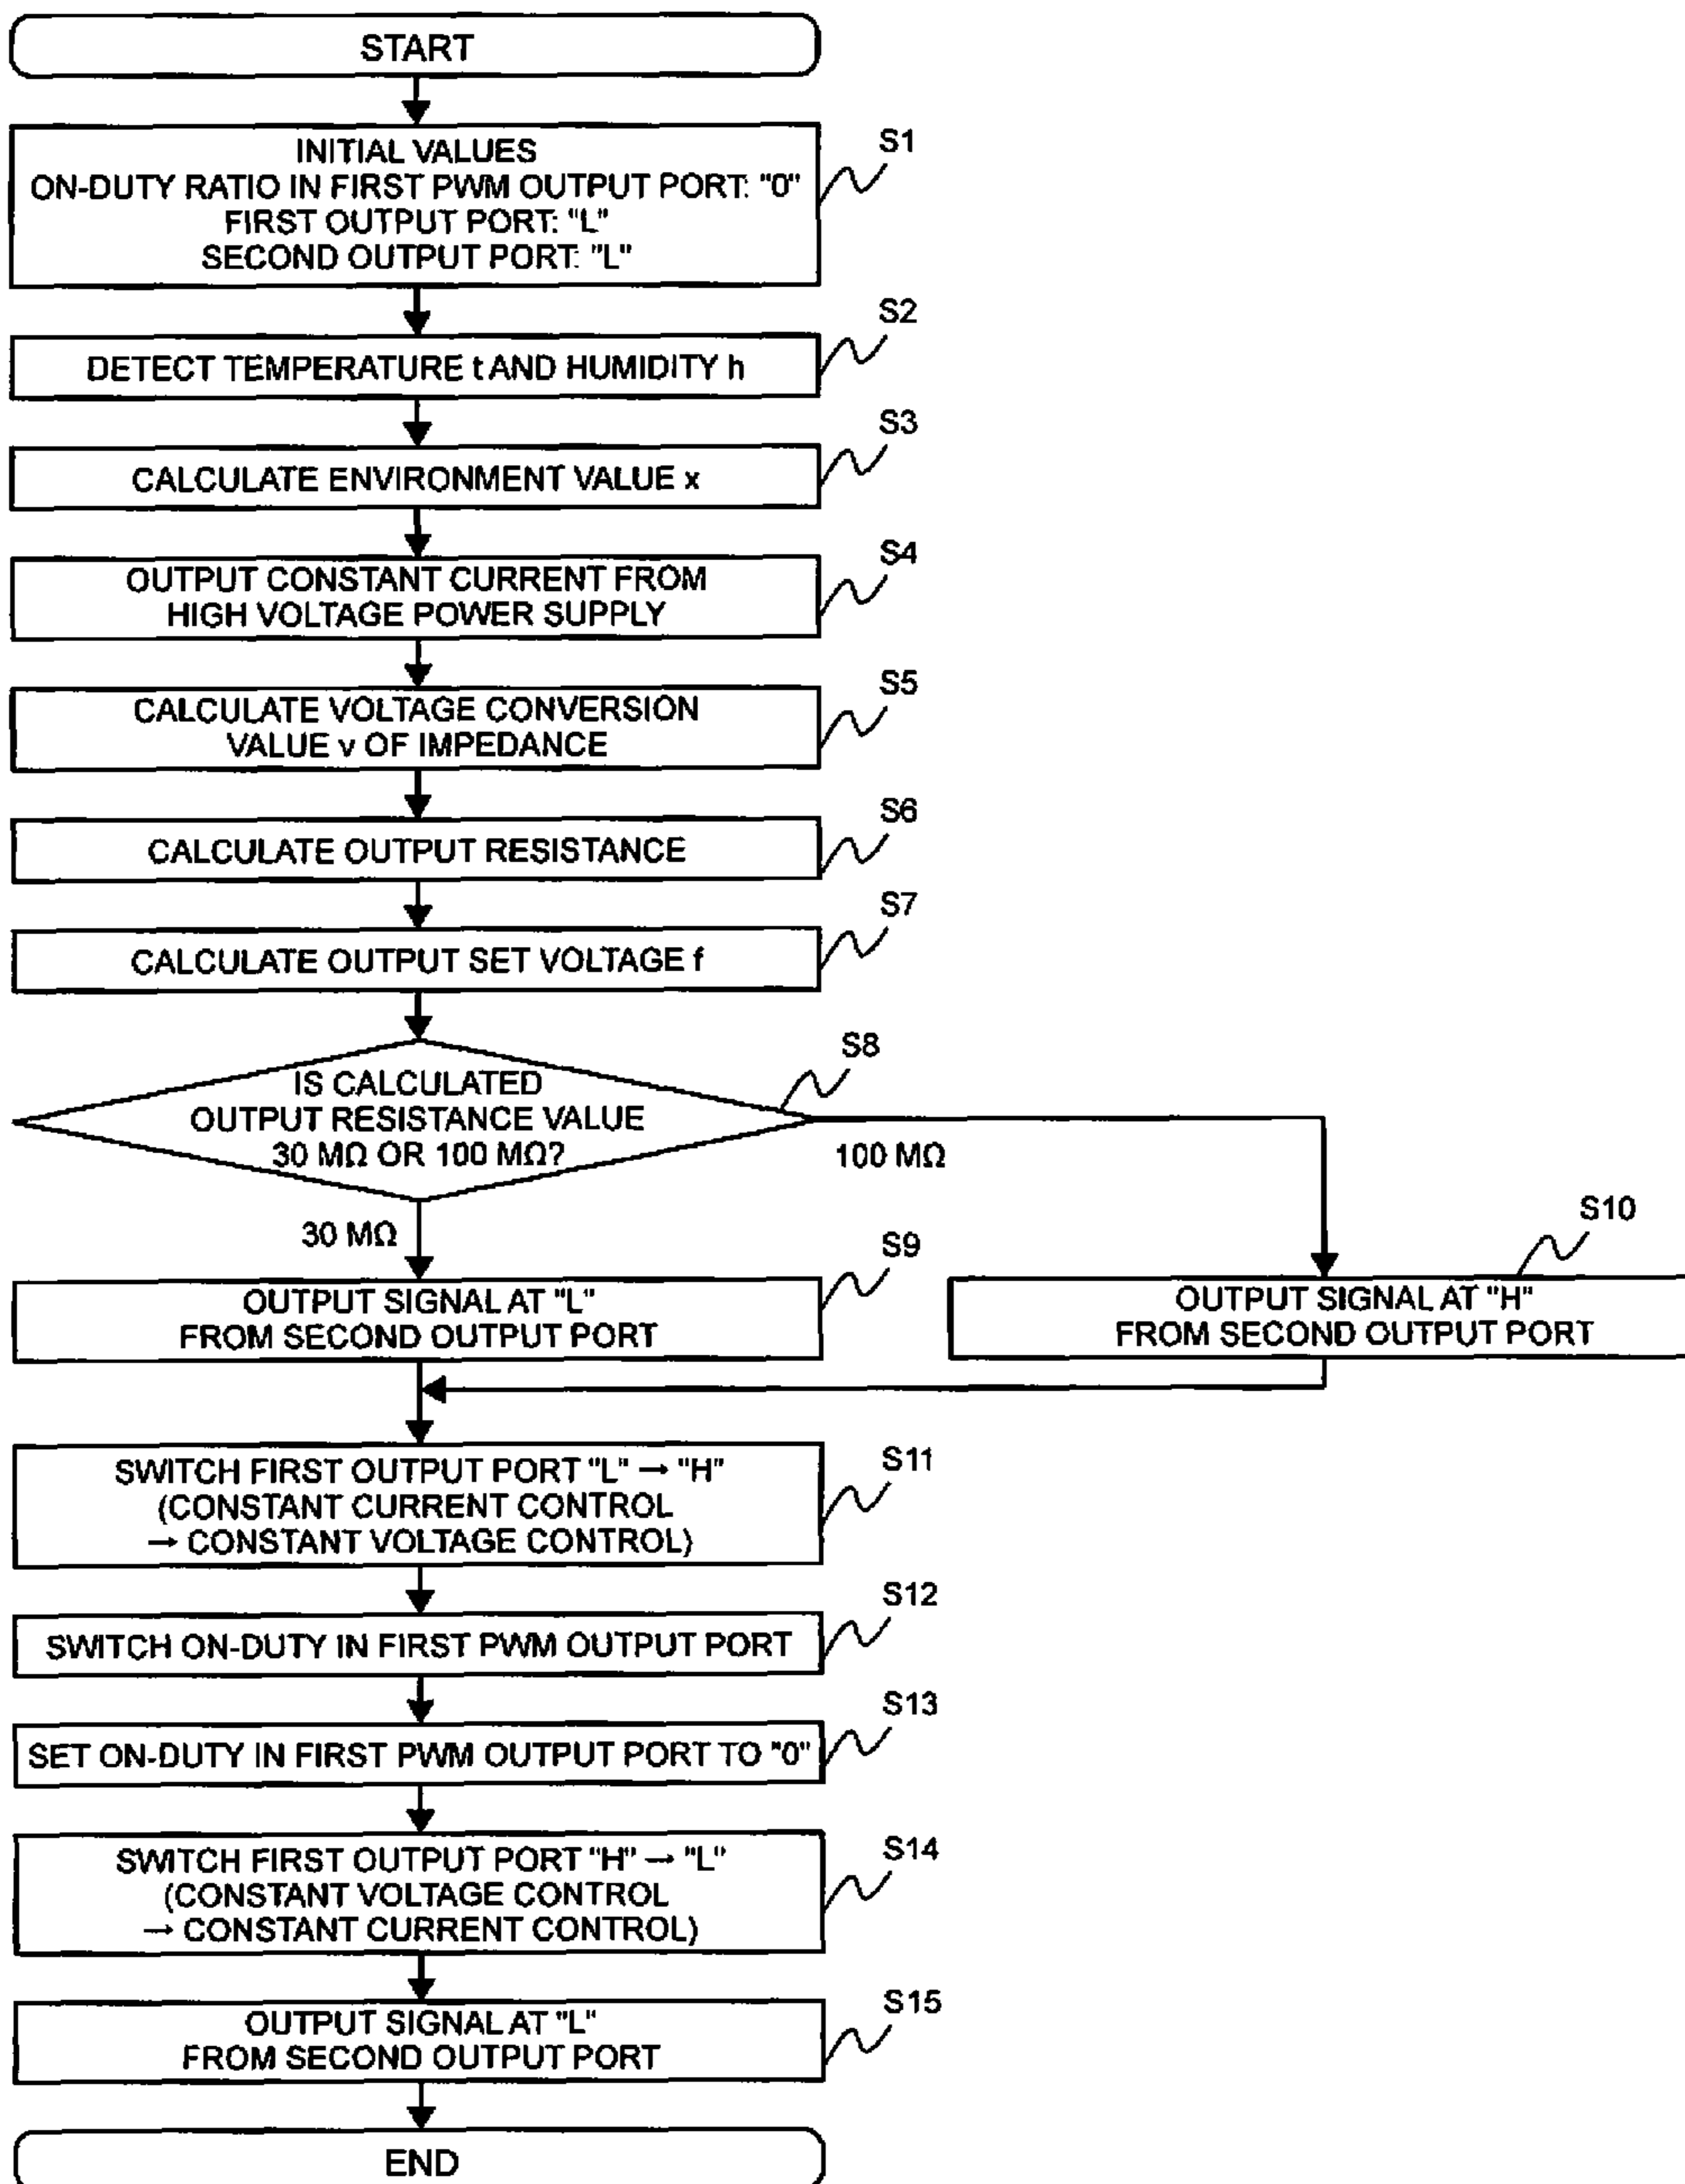 START
INITIAL VALUES
ON-DUTY RATIO IN FIRST PWM OUTPUT PORT: "0"
FIRST OUTPUT PORT: "L"
SECOND OUTPUT PORT: "L"
S1
DETECT TEMPERATURE t AND HUMIDITY h
S2
CALCULATE ENVIRONMENT VALUE x
S3
OUTPUT CONSTANT CURRENT FROM
HIGH VOLTAGE POWER SUPPLY
S4
CALCULATE VOLTAGE CONVERSION
VALUE v OF IMPEDANCE
S5
CALCULATE OUTPUT RESISTANCE
S6
CALCULATE OUTPUT SET VOLTAGE f
S7
IS CALCULATED
OUTPUT RESISTANCE VALUE
30 MΩ OR 100 MΩ?
S8
100 MΩ
30 MΩ
OUTPUT SIGNAL AT "L"
FROM SECOND OUTPUT PORT
S9
OUTPUT SIGNAL AT "H"
FROM SECOND OUTPUT PORT
S10
SWITCH FIRST OUTPUT PORT "L" → "H"
(CONSTANT CURRENT CONTROL
→ CONSTANT VOLTAGE CONTROL)
S11
SWITCH ON-DUTY IN FIRST PWM OUTPUT PORT
S12
SET ON-DUTY IN FIRST PWM OUTPUT PORT TO "0"
S13
SWITCH FIRST OUTPUT PORT "H" → "L"
(CONSTANT VOLTAGE CONTROL
→ CONSTANT CURRENT CONTROL)
S14
OUTPUT SIGNAL AT "L"
FROM SECOND OUTPUT PORT
S15
END